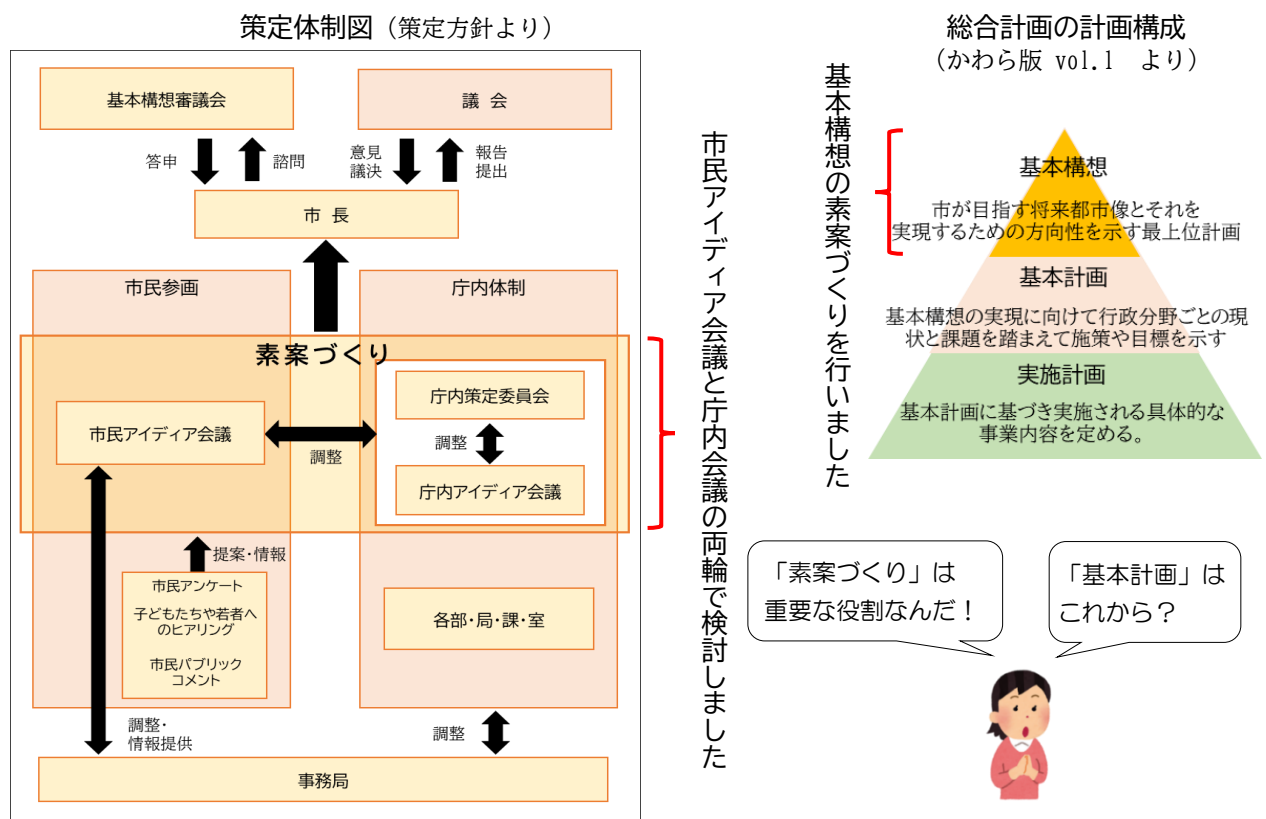 策定体制図（策定方針より）
基本構想審議会
議 会
答申
諮問
意見
議決
報告
提出
市 長
市民参画
庁内体制
素案づくり
市民アイディア会議
調整
庁内策定委員会
調整
庁内アイディア会議
提案・情報
市民アンケート
子どもたちや若者へ
のヒアリング
市民パブリック
コメント
各部・局・課・室
調整・
情報提供
調整
事務局
市民アイディア会議と庁内会議の両輪で検討しました
基本構想の素案づくりを行いました
総合計画の計画構成
（かわら版 vol.1　より）
基本構想
市が目指す将来都市像とそれを
実現するための方向性を示す最上位計画
基本計画
基本構想の実現に向けて行政分野ごとの現
状と課題を踏まえて施策や目標を示す
実施計画
基本計画に基づき実施される具体的な
事業内容を定める。
「素案づくり」は
重要な役割なんだ！
「基本計画」は
これから？